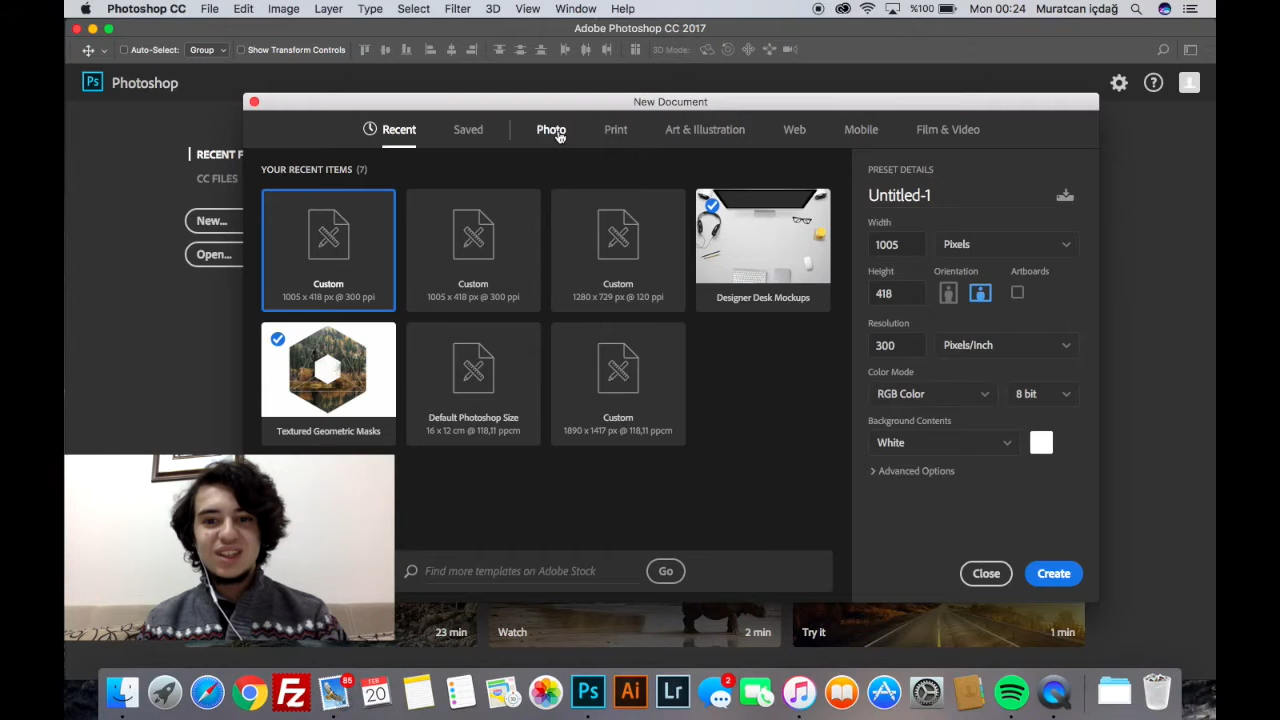 Photoshop CC File Edit Image Layer Type Select Filter 3D View Window Help %100 Mon 00:24 Muratcan içdağ
Adobe Photoshop CC 2017
Auto-Select: Group Show Transform Controls 3D Mode:
Ps Photoshop
New Document
Recent Saved Photo Print Art & Illustration Web Mobile Film & Video
RECENT F
CC FILES
New...
Open...
YOUR RECENT ITEMS (7)
Custom
1005 x 418 px @ 300 ppi
Custom
1005 x 418 px @ 300 ppi
Custom
1280 x 729 px @ 120 ppi
Designer Desk Mockups
Textured Geometric Masks
Default Photoshop Size
16 x 12 cm @ 118,11 ppcm
Custom
1890 x 1417 px @ 118,11 ppcm
PRESET DETAILS
Untitled-1
Width
1005 Pixels
Height Orientation Artboards
418
Resolution
300 Pixels/Inch
Color Mode
RGB Color 8 bit
Background Contents
White
Advanced Options
Find more templates on Adobe Stock Go
Close Create
23 min Watch 2 min Try it 1 min
Fz 85 FEB 20 Ps Ai Lr 2